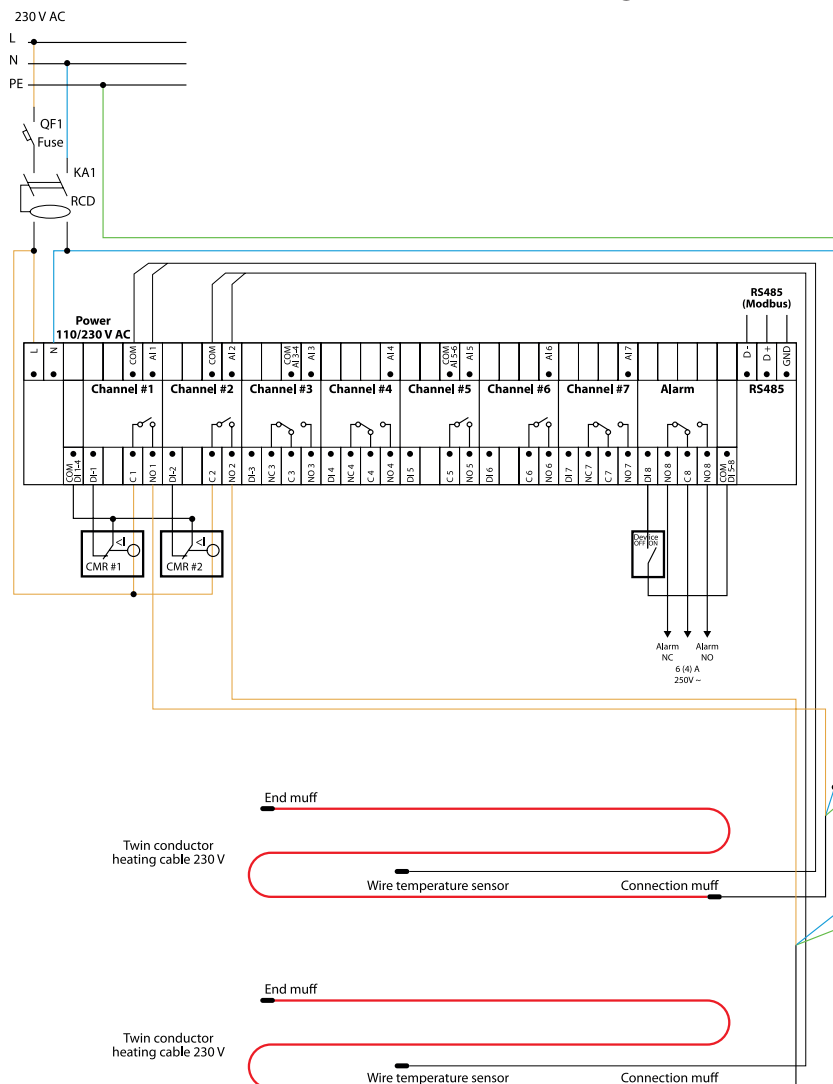 230 V AC
L
N
PE
QF1
Fuse
KA1
RCD
RS485
(Modbus)
Power
110/230 V AC
L
N
COM
AI 1
COM
AI 2
COM
AI 3-4
AI 3
AI 4
COM
AI 5-6
AI 5
AI 6
AI 7
D -
D +
GND
Channel #1
Channel #2
Channel #3
Channel #4
Channel #5
Channel #6
Channel #7
Alarm
RS485
COM
DI 1-4
DI-1
C 1
NO 1
DI-2
C 2
NO 2
DI-3
NC 3
C 3
NO 3
DI 4
NC 4
C 4
NO 4
DI 5
C 5
NO 5
DI 6
C 6
NO 6
DI 7
NC 7
C 7
NO 7
DI 8
NO 8
C 8
NO 8
COM
DI 5-8
<I
CMR #1
<I
CMR #2
Device
OFF ON
Alarm
NC
Alarm
NO
6 (4) A
250V ~
End muff
Twin conductor
heating cable 230 V
Wire temperature sensor
Connection muff
End muff
Twin conductor
heating cable 230 V
Wire temperature sensor
Connection muff